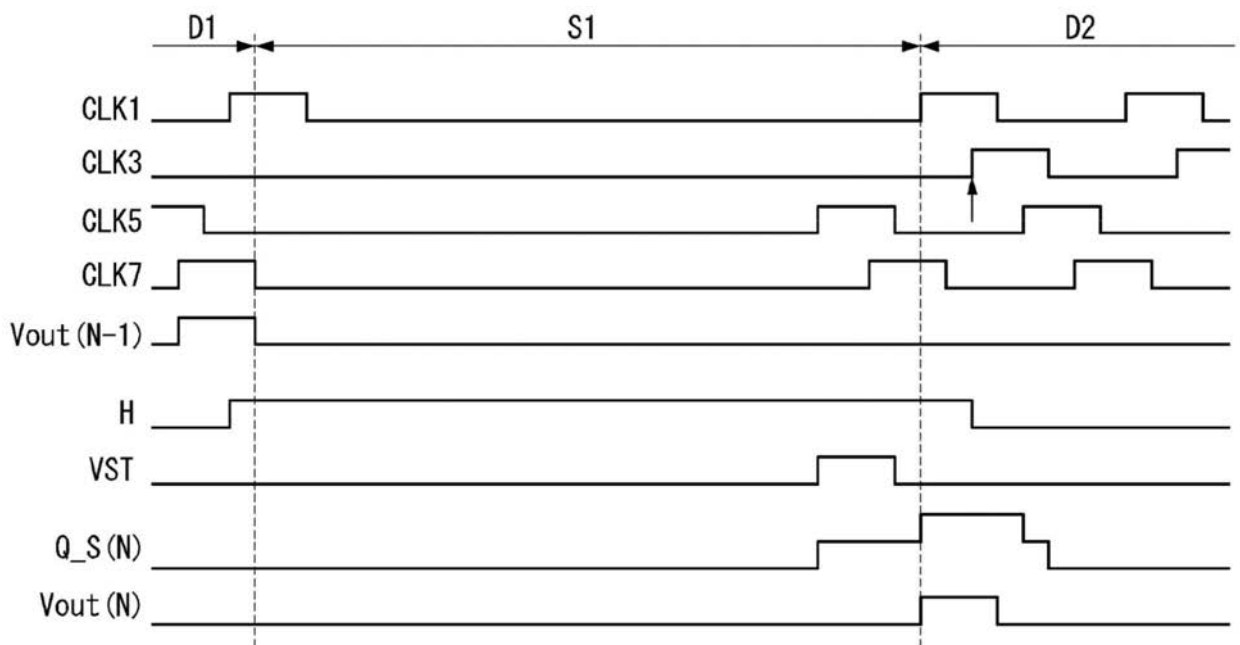 D1 S1 D2
CLK1
CLK3
CLK5
CLK7
Vout(N-1)
H
VST
Q_S(N)
Vout(N)